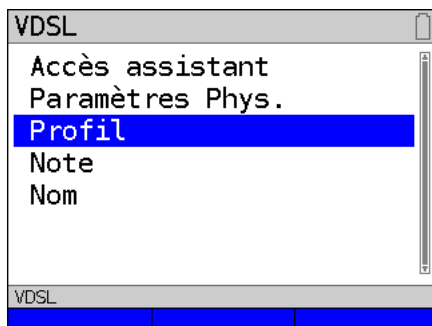 VDSL
Accès assistant
Paramètres Phys.
Profil
Note
Nom
VDSL